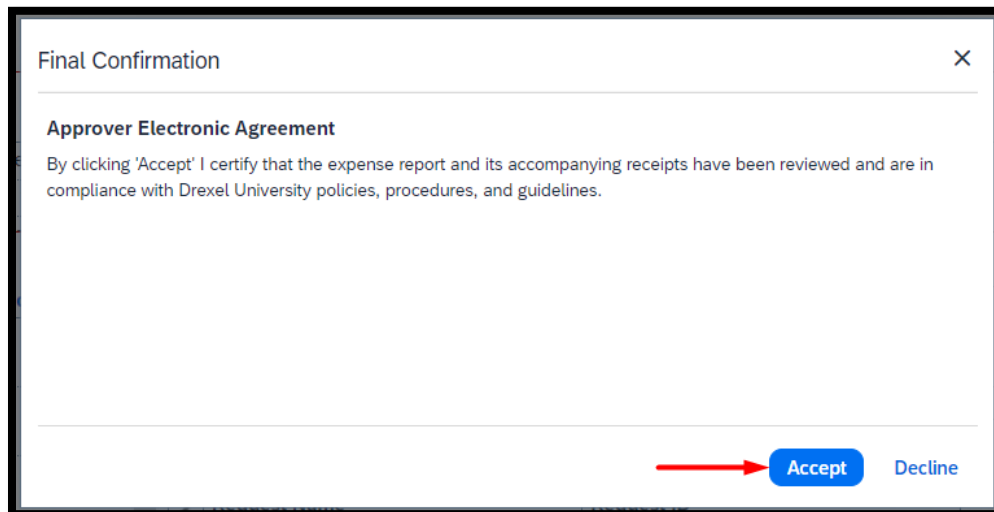 Final Confirmation
Approver Electronic Agreement
By clicking 'Accept' I certify that the expense report and its accompanying receipts have been reviewed and are in
compliance with Drexel University policies, procedures, and guidelines.
Accept Decline